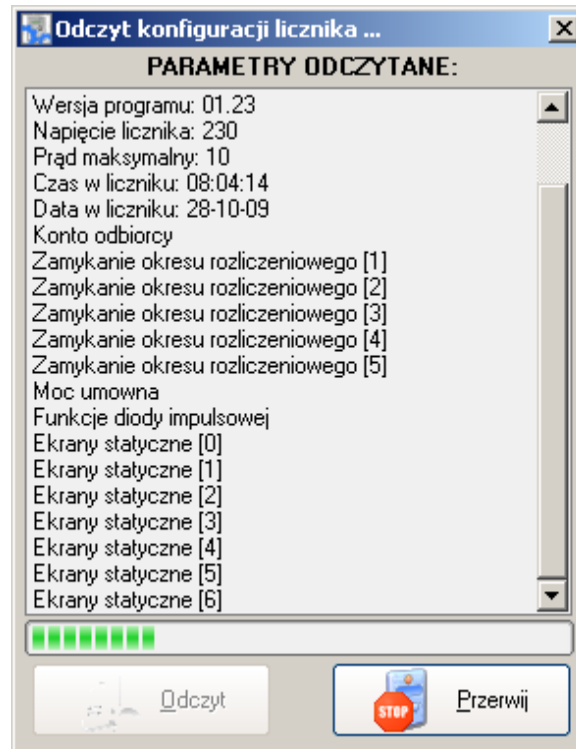 Odczyt konfiguracji licznika ...
PARAMETRY ODCZYTANE:
Wersja programu: 01.23
Napięcie licznika: 230
Prąd maksymalny: 10
Czas w liczniku: 08:04:14
Data w liczniku: 28-10-09
Konto odbiorcy
Zamykanie okresu rozliczeniowego [1]
Zamykanie okresu rozliczeniowego [2]
Zamykanie okresu rozliczeniowego [3]
Zamykanie okresu rozliczeniowego [4]
Zamykanie okresu rozliczeniowego [5]
Moc umowna
Funkcje diody impulsowej
Ekrany statyczne [0]
Ekrany statyczne [1]
Ekrany statyczne [2]
Ekrany statyczne [3]
Ekrany statyczne [4]
Ekrany statyczne [5]
Ekrany statyczne [6]
Odczyt
STOP
Przerwij